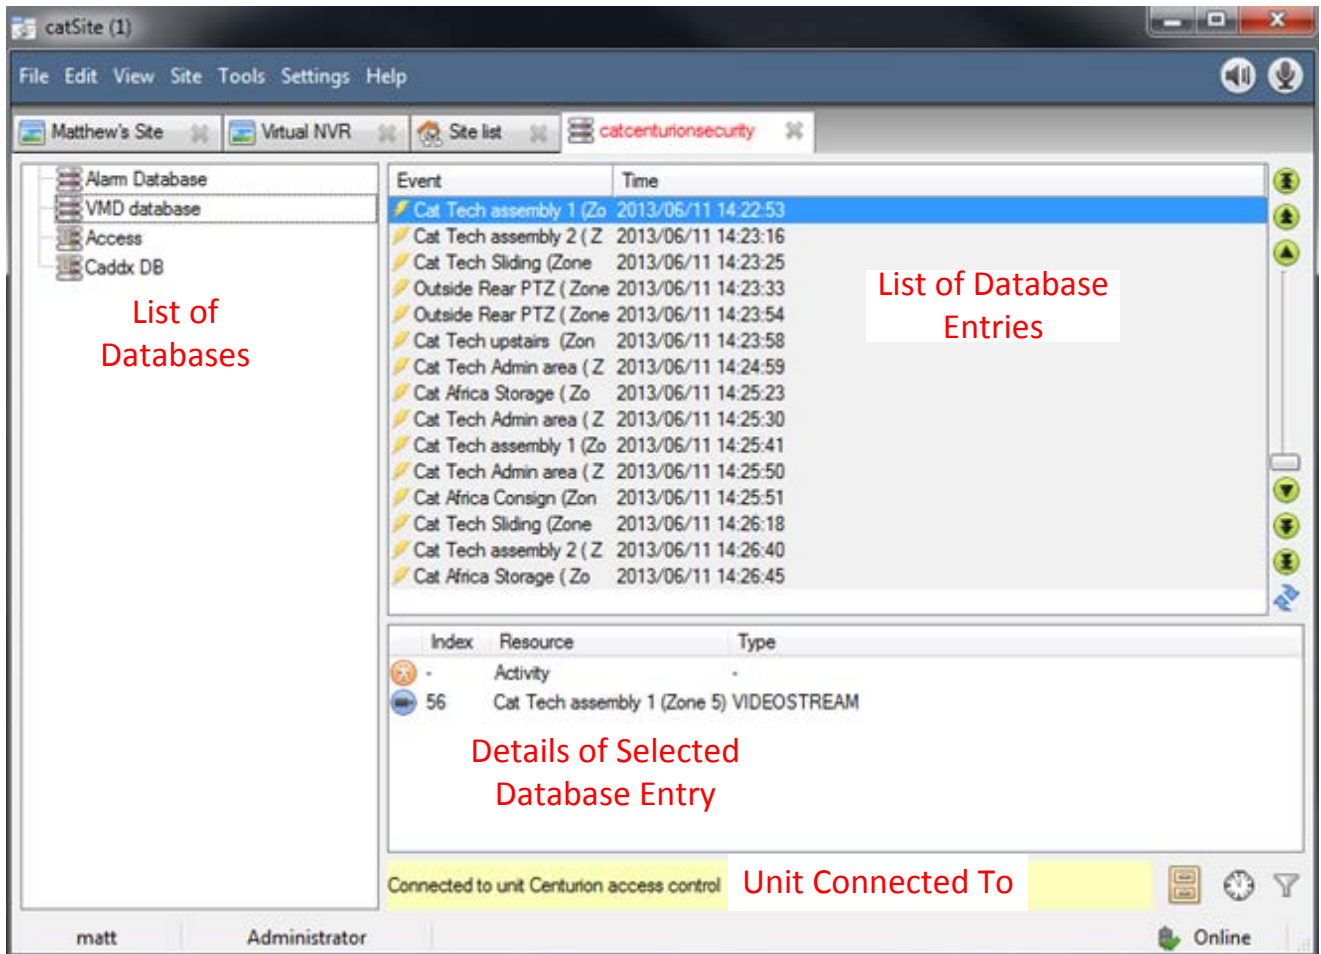 catSite (1)
File Edit View Site Tools Settings Help
Matthew's Site Virtual NVR Site list catcenturionsecurity
Alarm Database
VMD database
Access
Caddx DB
List of
Databases
Event Time
Cat Tech assembly 1 (Zo 2013/06/11 14:22:53
Cat Tech assembly 2 ( Z 2013/06/11 14:23:16
Cat Tech Sliding (Zone 2013/06/11 14:23:25
Outside Rear PTZ ( Zone 2013/06/11 14:23:33
Outside Rear PTZ ( Zone 2013/06/11 14:23:54
Cat Tech upstairs (Zon 2013/06/11 14:23:58
Cat Tech Admin area ( Z 2013/06/11 14:24:59
Cat Africa Storage ( Zo 2013/06/11 14:25:23
Cat Tech Admin area ( Z 2013/06/11 14:25:30
Cat Tech assembly 1 (Zo 2013/06/11 14:25:41
Cat Tech Admin area ( Z 2013/06/11 14:25:50
Cat Africa Consign (Zon 2013/06/11 14:25:51
Cat Tech Sliding (Zone 2013/06/11 14:26:18
Cat Tech assembly 2 ( Z 2013/06/11 14:26:40
Cat Africa Storage ( Zo 2013/06/11 14:26:45
List of Database
Entries
Index Resource Type
- Activity -
56 Cat Tech assembly 1 (Zone 5) VIDEOSTREAM
Details of Selected
Database Entry
Connected to unit Centurion access control
Unit Connected To
matt Administrator Online